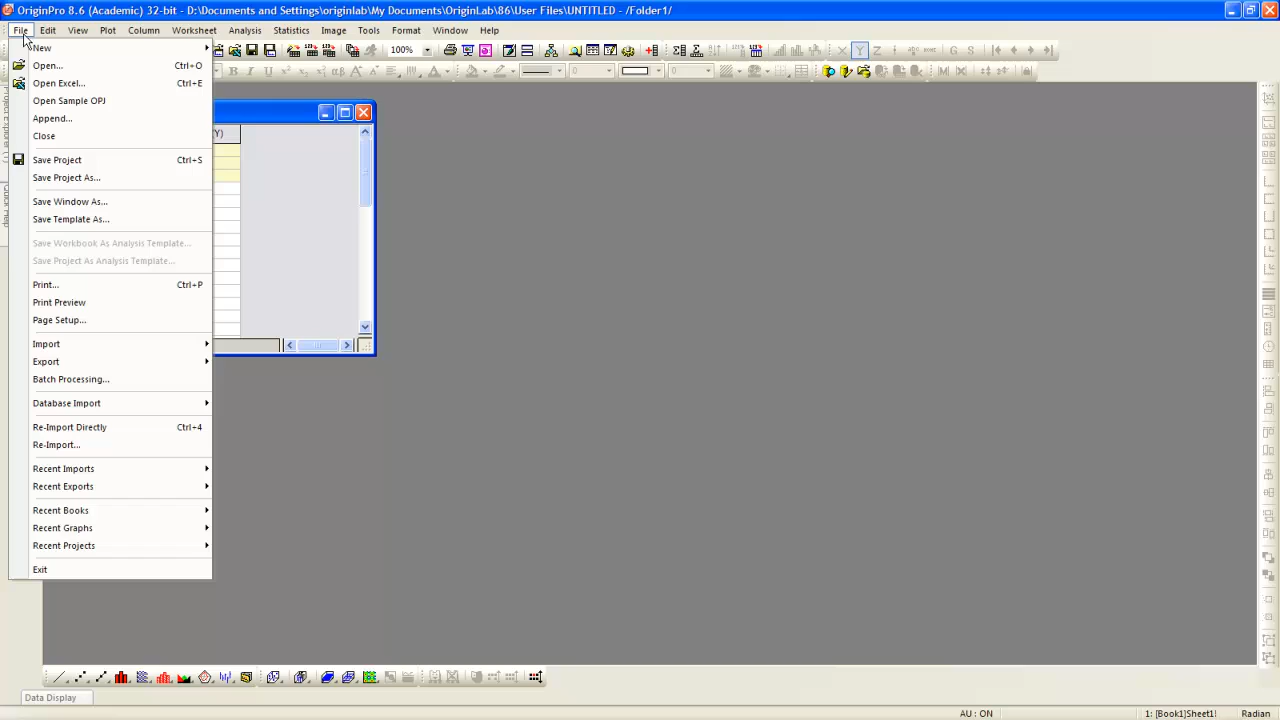 OriginPro 8.6 (Academic) 32-bit - D:\Documents and Settings\originlab\My Documents\OriginLab\86\User Files\UNTITLED - /Folder1/
File Edit View Plot Column Worksheet Analysis Statistics Image Tools Format Window Help
New
Open... Ctrl+O
Open Excel... Ctrl+E
Open Sample OPJ
Append...
Close
Save Project Ctrl+S
Save Project As...
Save Window As...
Save Template As...
Save Workbook As Analysis Template...
Save Project As Analysis Template...
Print... Ctrl+P
Print Preview
Page Setup...
Import
Export
Batch Processing...
Database Import
Re-Import Directly Ctrl+4
Re-Import...
Recent Imports
Recent Exports
Recent Books
Recent Graphs
Recent Projects
Exit
100%
B I U
0 0
Y)
Data Display
AU : ON 1: [Book1]Sheet1! Radian